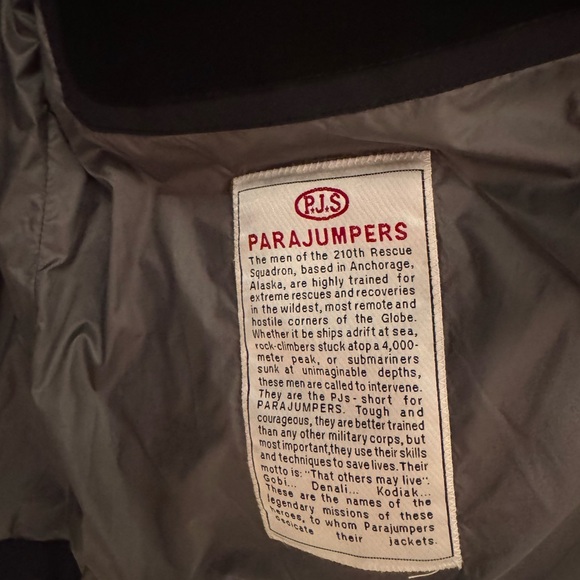 P.J.S
PARAJUMPERS
The men of the 210th Rescue
Squadron, based in Anchorage,
Alaska, are highly trained for
extreme rescues and recoveries
in the wildest, most remote and
hostile corners of the Globe.
Whether it be ships adrift at sea,
rock-climbers stuck atop a 4,000-
meter peak, or submariners
sunk at unimaginable depths,
these men are called to intervene.
They are the PJs - short for
PARAJUMPERS. Tough and
courageous, they are better trained
than any other military corps, but
most important,they use their skills
and techniques to save lives. Their
motto is: "That others may live".
Gobi... Denali... Kodiak...
These are the names of the
legendary missions of these
heroes, to whom Parajumpers
dedicate their jackets.